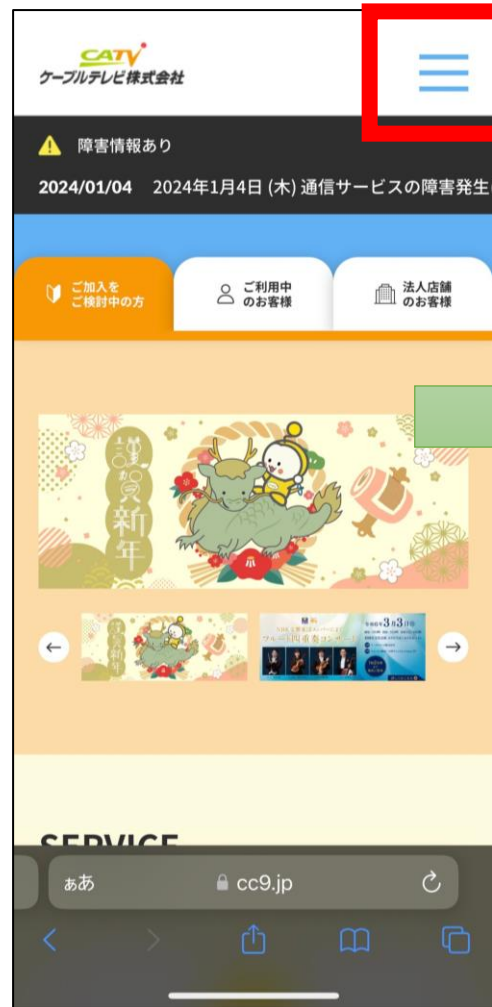 CATV
ケーブルテレビ株式会社
障害情報あり
2024/01/04 2024年1月4日 (木) 通信サービスの障害発生
ご加入を
ご検討中の方
ご利用中
のお客様
法人店舗
のお客様
謹賀新年
3月3日
SERVICE
ぁあ
cc9.jp